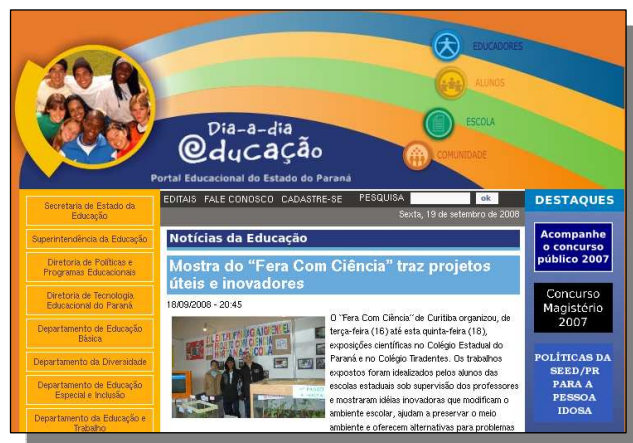 EDUCADORES
ALUNOS
ESCOLA
COMUNIDADE
Dia-a-dia
educação
Portal Educacional do Estado do Paraná
EDITAIS FALE CONOSCO CADASTRE-SE PESQUISA ok
Sexta, 19 de setembro de 2008
Secretaria de Estado da
Educação
Superintendência da Educação
Diretoria de Políticas e
Programas Educacionais
Diretoria de Tecnologia
Educacional do Paraná
Departamento de Educação
Básica
Departamento da Diversidade
Departamento de Educação
Especial e Inclusão
Departamento da Educação e
Trabalho
Notícias da Educação
Mostra do “Fera Com Ciência” traz projetos
úteis e inovadores
18/09/2008 - 20:45
O “Fera Com Ciência” de Curitiba organizou, de
terça-feira (16) até esta quinta-feira (18),
exposições científicas no Colégio Estadual do
Paraná e no Colégio Tiradentes. Os trabalhos
expostos foram idealizados pelos alunos das
escolas estaduais sob supervisão dos professores
e mostraram idéias inovadoras que modificam o
ambiente escolar, ajudam a preservar o meio
ambiente e oferecem alternativas para problemas
DESTAQUES
Acompanhe
o concurso
público 2007
Concurso
Magistério
2007
POLÍTICAS DA
SEED/PR
PARA A
PESSOA
IDOSA